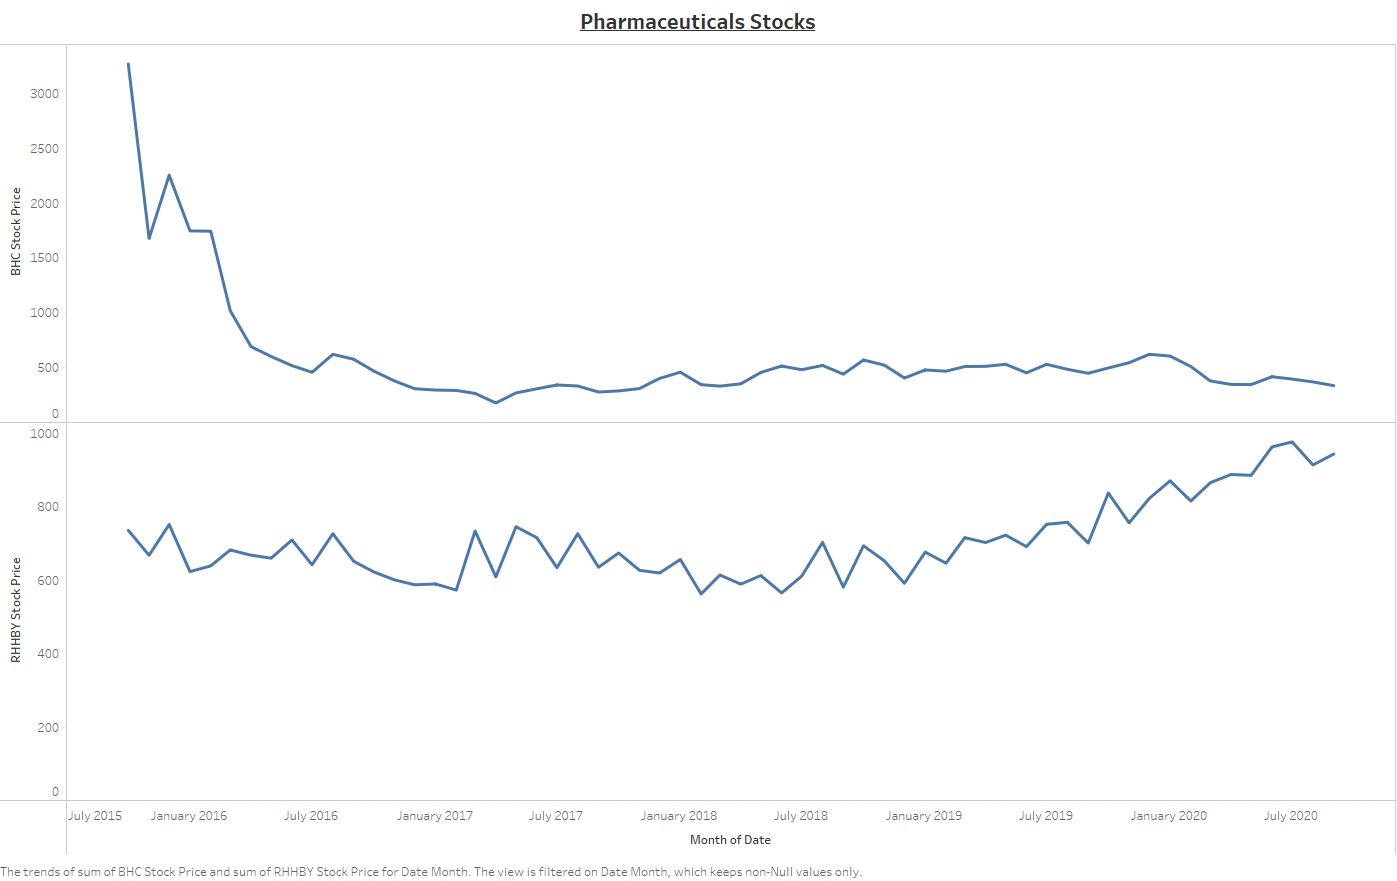 Pharmaceuticals Stocks
3000
2500
2000
1500
1000
500
0
BHC Stock Price
1000
800
600
400
200
0
RHHBY Stock Price
July 2015 January 2016 July 2016 January 2017 July 2017 January 2018 July 2018 January 2019 July 2019 January 2020 July 2020
Month of Date
The trends of sum of BHC Stock Price and sum of RHHBY Stock Price for Date Month. The view is filtered on Date Month, which keeps non-Null values only.